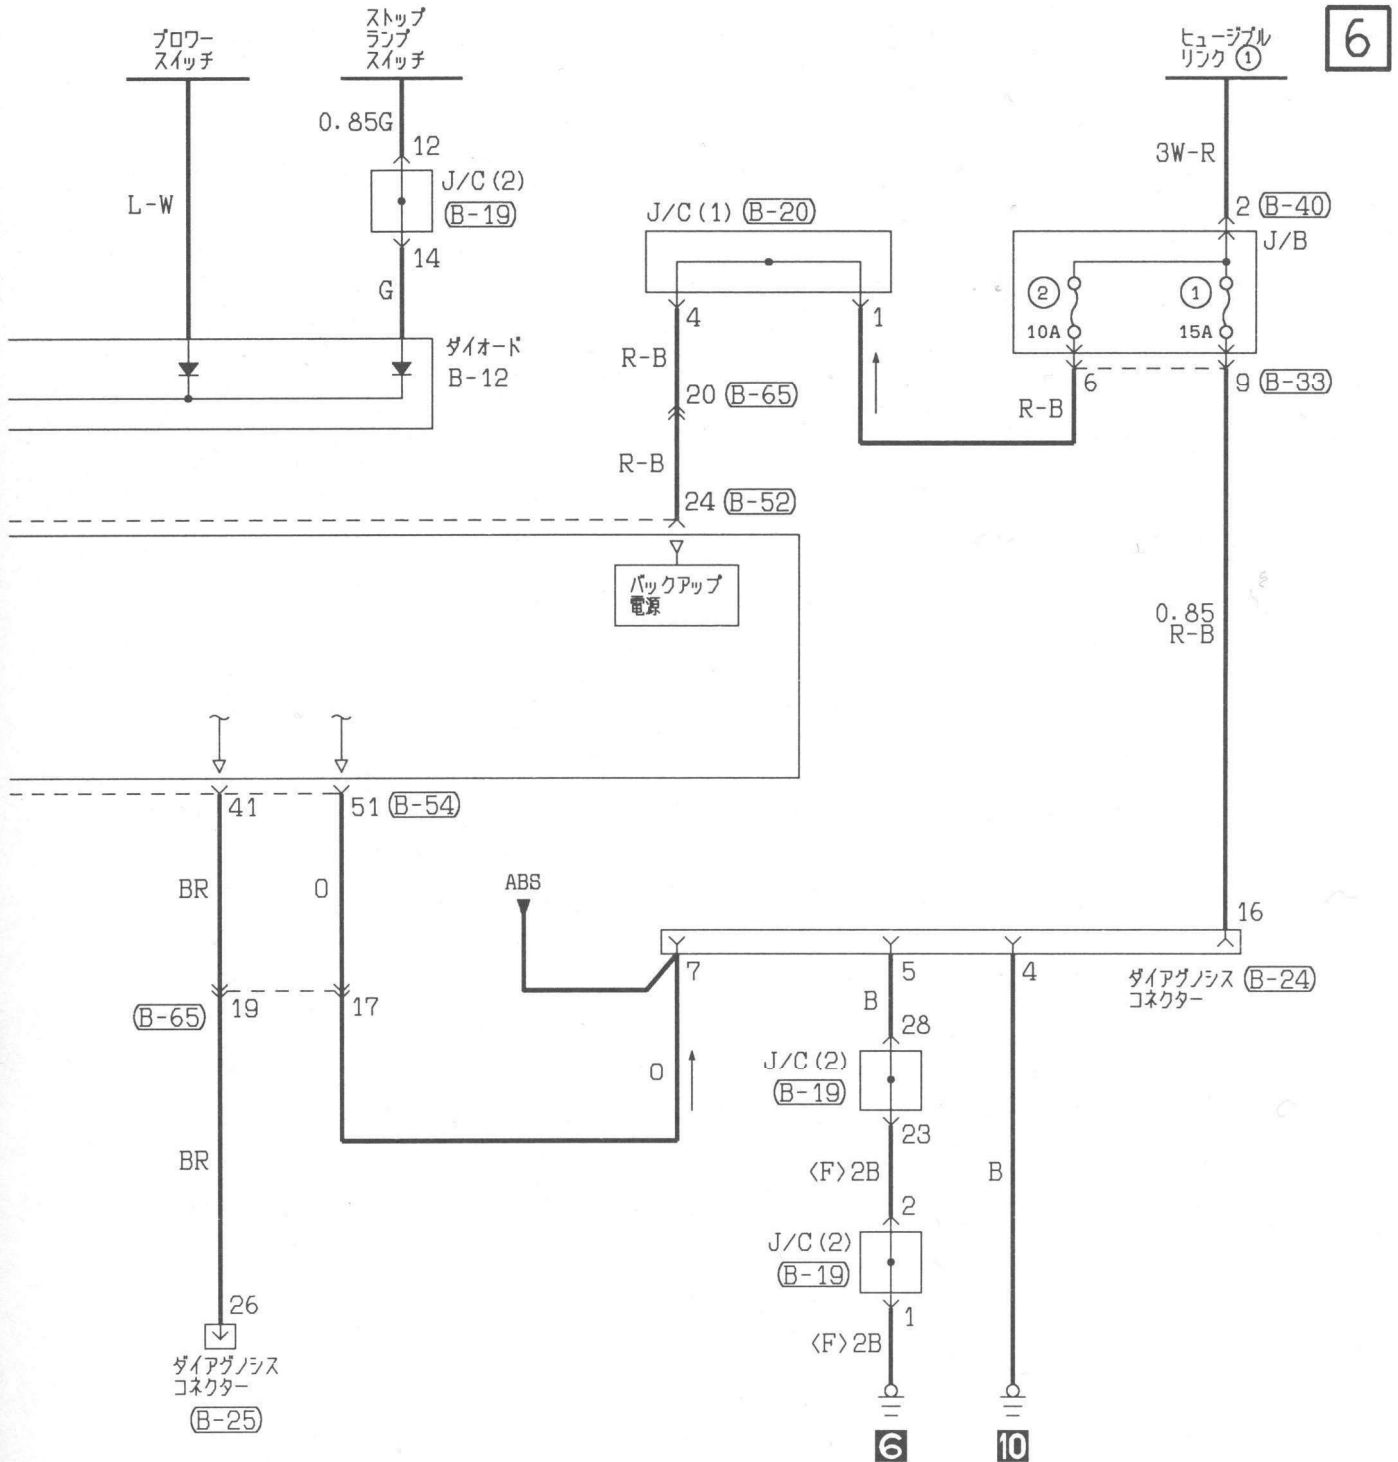 6
ブロワー
スイッチ
ストップ
ランプ
スイッチ
ヒュージブル
リンク ①
0.85G
12
3W-R
J/C(2)
L-W
B-19
J/C(1) B-20
2 B-40
J/B
14
G
② ①
10A 15A
4 1
ダイオード
B-12
R-B
6 9 B-33
20 B-65
R-B
R-B
24 B-52
バックアップ
電源
0.85
R-B
41 51 B-54
BR O
ABS
16
7 5 4
ダイアグノシス
コネクター
B-24
B-65 19 17
B
28
J/C(2)
B-19
O
23
BR
〈F〉2B
B
2
J/C(2)
B-19
26
1
〈F〉2B
ダイアグノシス
コネクター
B-25
6 10